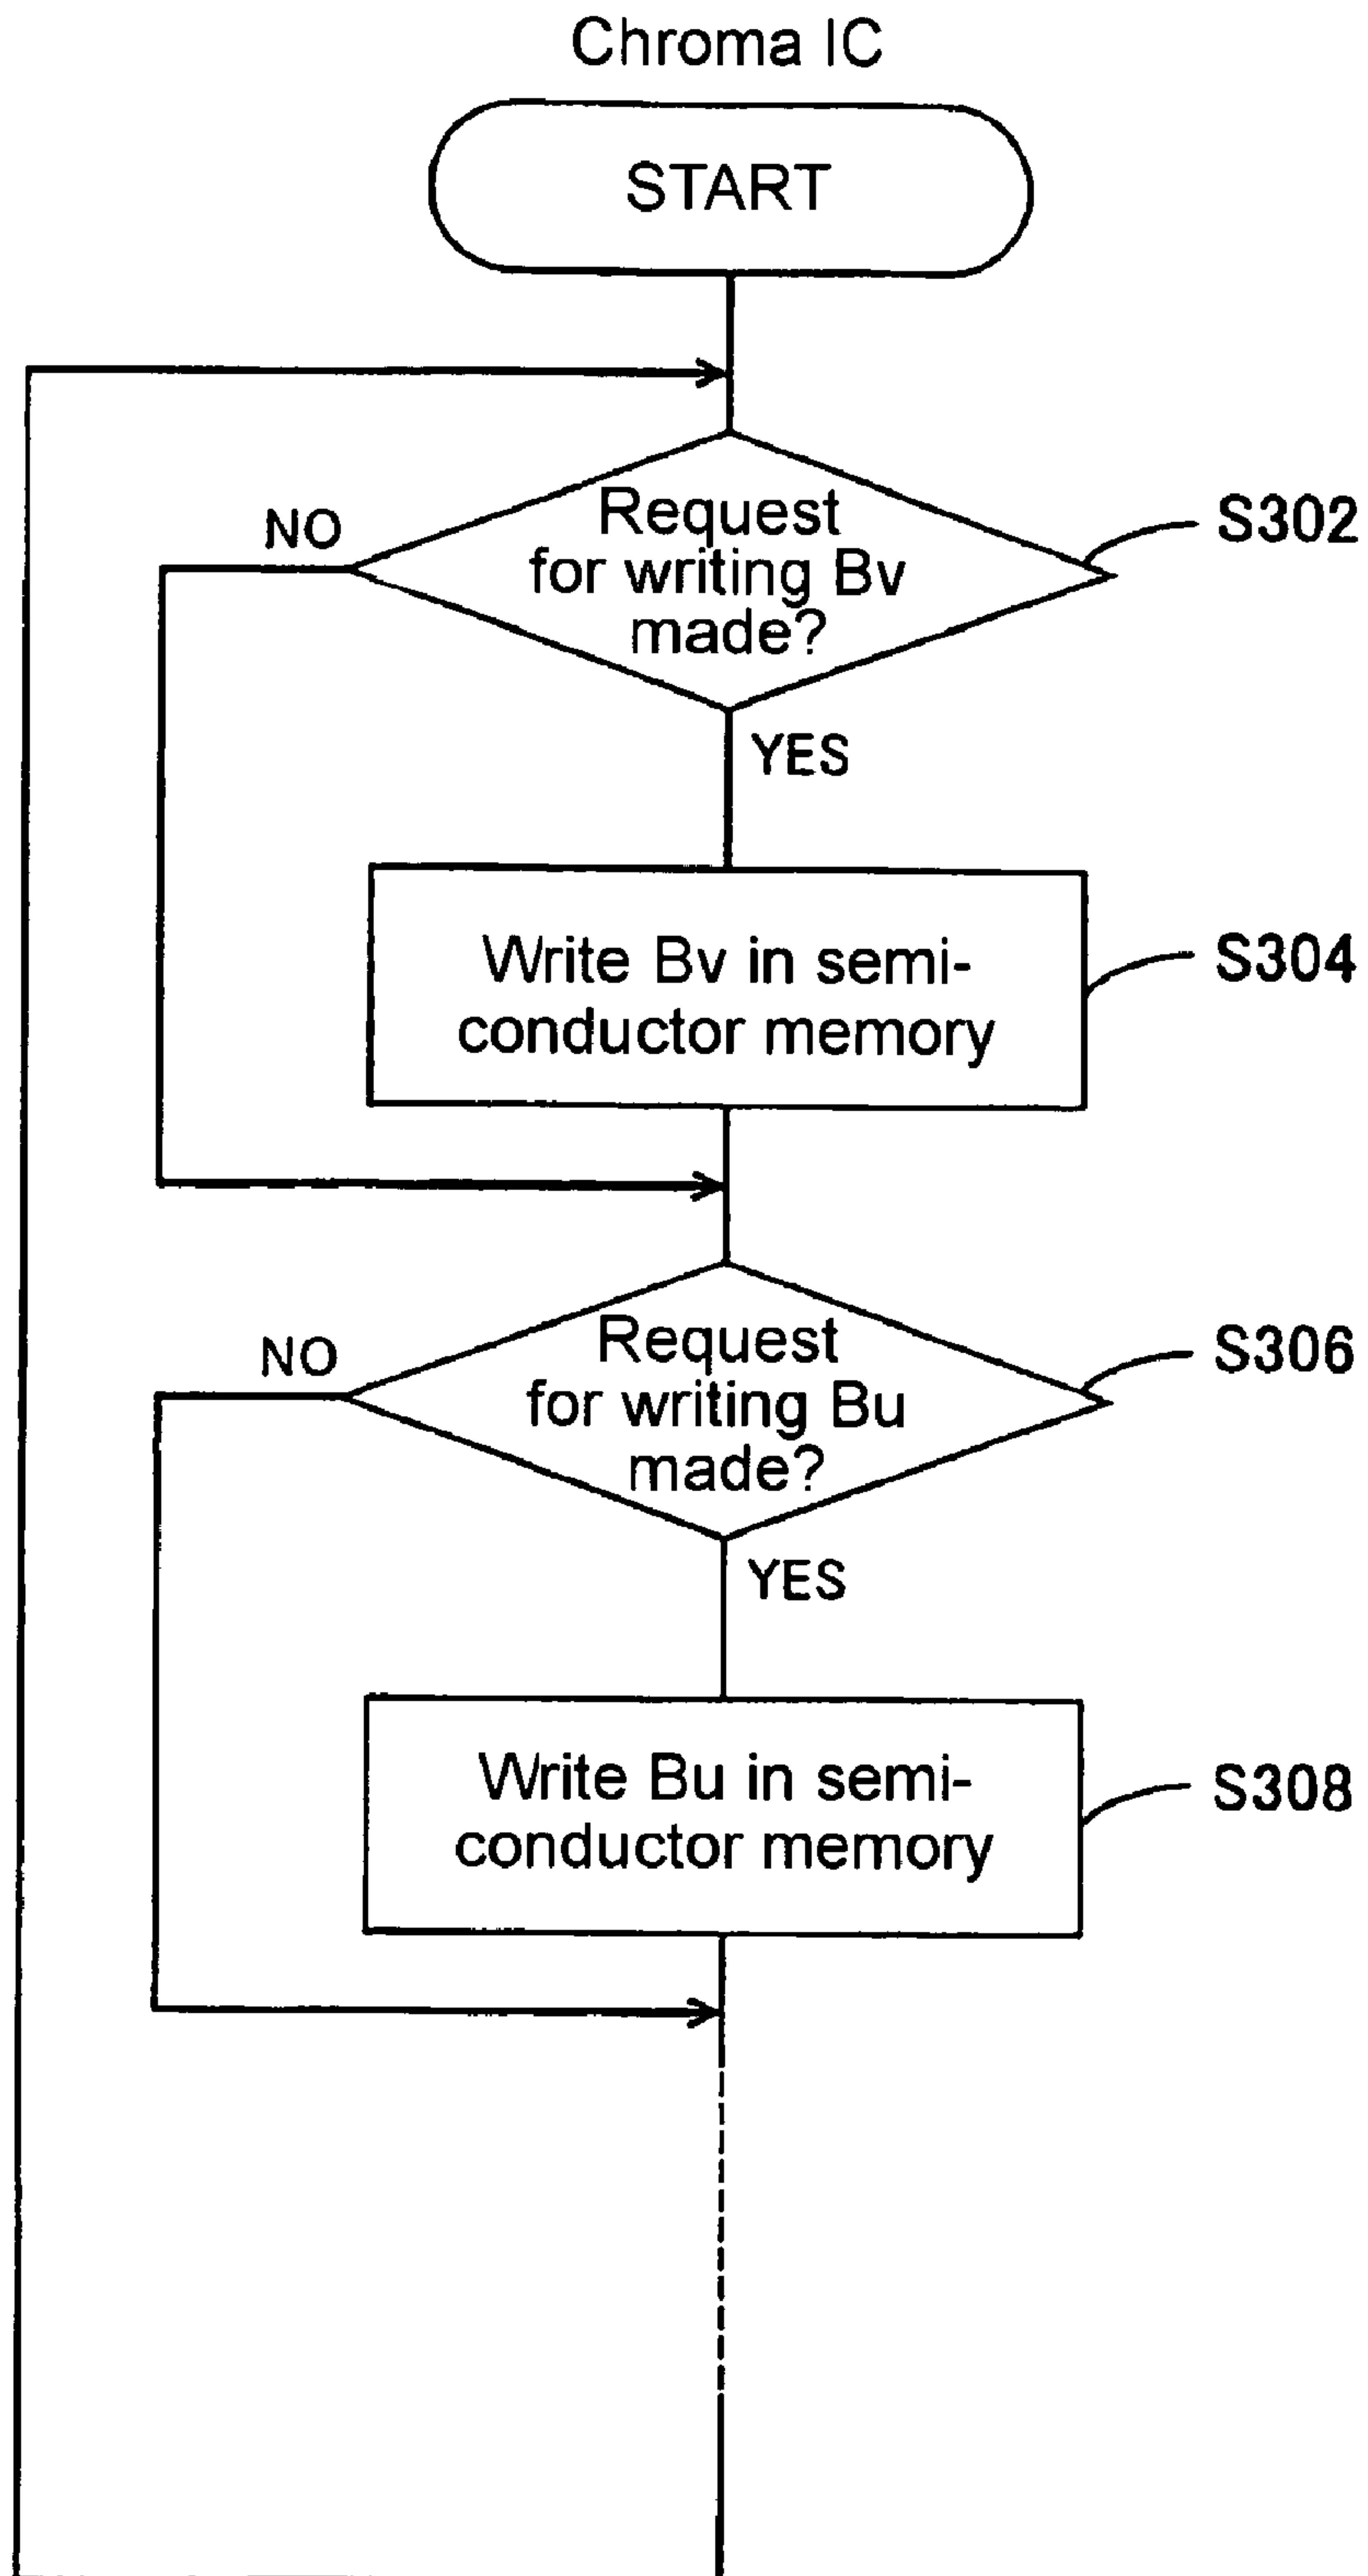 Chroma IC
START
Request
for writing Bv
made?
S302
NO
YES
Write Bv in semi-
conductor memory
S304
Request
for writing Bu
made?
S306
NO
YES
Write Bu in semi-
conductor memory
S308